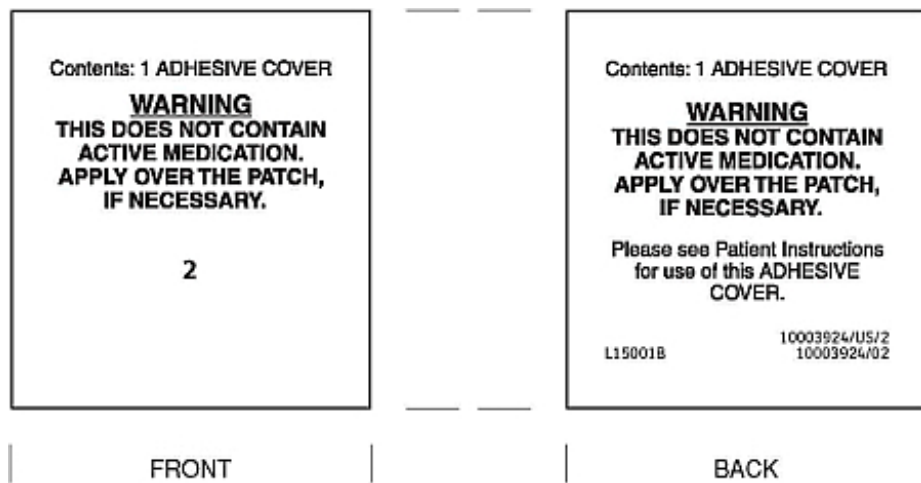 Contents: 1 ADHESIVE COVER
WARNING
THIS DOES NOT CONTAIN
ACTIVE MEDICATION.
APPLY OVER THE PATCH,
IF NECESSARY.
2
FRONT
Contents: 1 ADHESIVE COVER
WARNING
THIS DOES NOT CONTAIN
ACTIVE MEDICATION.
APPLY OVER THE PATCH,
IF NECESSARY.
Please see Patient Instructions
for use of this ADHESIVE
COVER.
10003924/US/2
L15001B 10003924/02
BACK